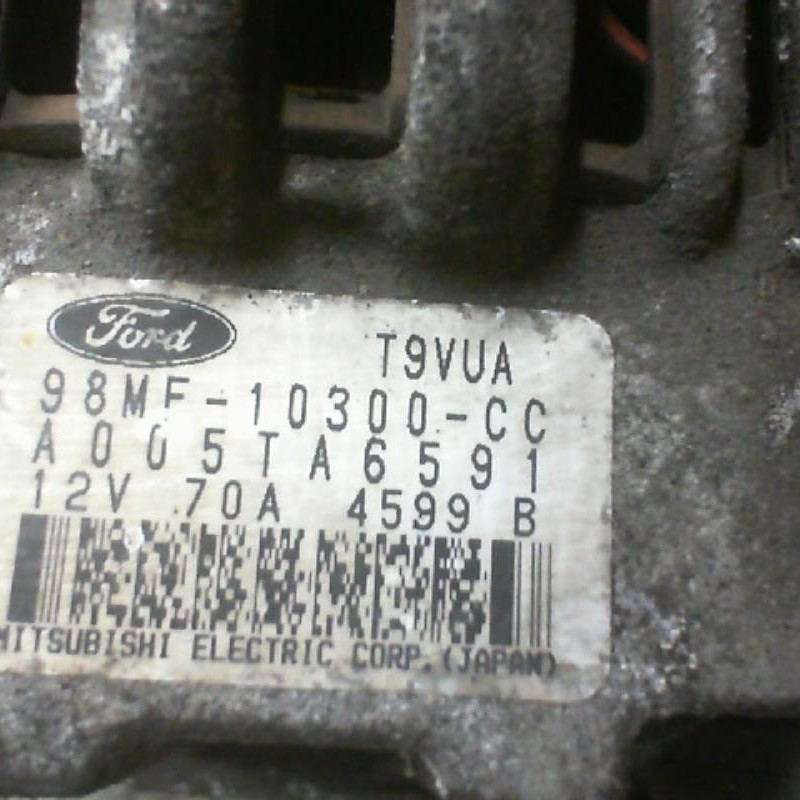 Ford
T9VUA
98MF-10300-CC
A005TA6591
12V 70A 4599 B
MITSUBISHI ELECTRIC CORP.(JAPAN)